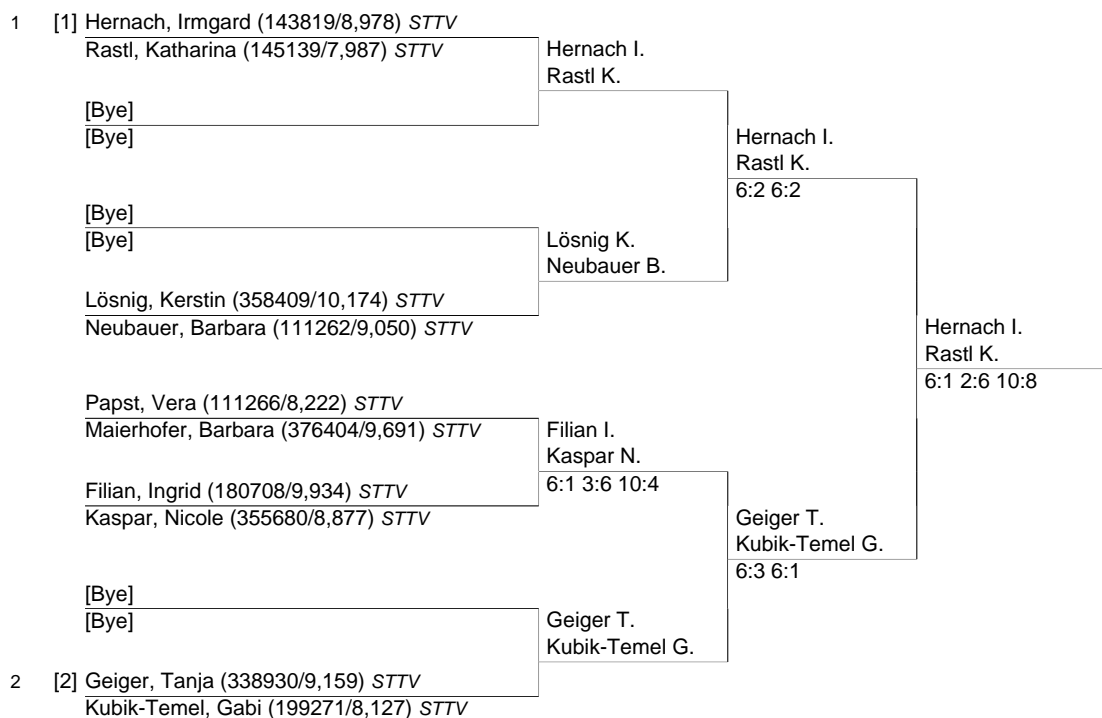 1 [1] Hernach, Irmgard (143819/8,978) STTV
Rastl, Katharina (145139/7,987) STTV
Hernach I.
Rastl K.
[Bye]
[Bye]
Hernach I.
Rastl K.
6:2 6:2
[Bye]
[Bye]
Lösnig K.
Neubauer B.
Lösnig, Kerstin (358409/10,174) STTV
Neubauer, Barbara (111262/9,050) STTV
Hernach I.
Rastl K.
6:1 2:6 10:8
Papst, Vera (111266/8,222) STTV
Maierhofer, Barbara (376404/9,691) STTV
Filian I.
Kaspar N.
6:1 3:6 10:4
Filian, Ingrid (180708/9,934) STTV
Kaspar, Nicole (355680/8,877) STTV
Geiger T.
Kubik-Temel G.
6:3 6:1
[Bye]
[Bye]
Geiger T.
Kubik-Temel G.
2 [2] Geiger, Tanja (338930/9,159) STTV
Kubik-Temel, Gabi (199271/8,127) STTV